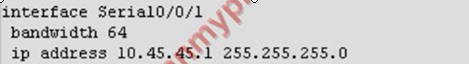 interface Serial0/0/1
bandwidth 64
ip address 10.45.45.1 255.255.255.0